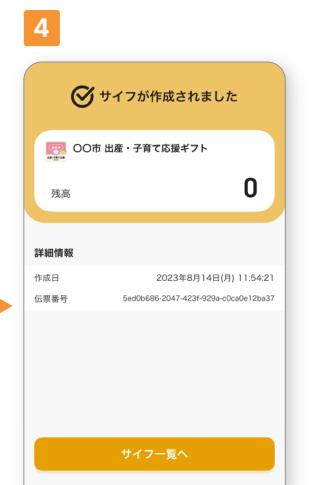 4
サイフが作成されました
〇〇市 出産・子育て応援ギフト
残高
0
詳細情報
作成日 2023年8月14日(月) 11:54:21
伝票番号 5ed0b686-2047-423f-929a-c0ca0e12ba37
サイフ一覧へ